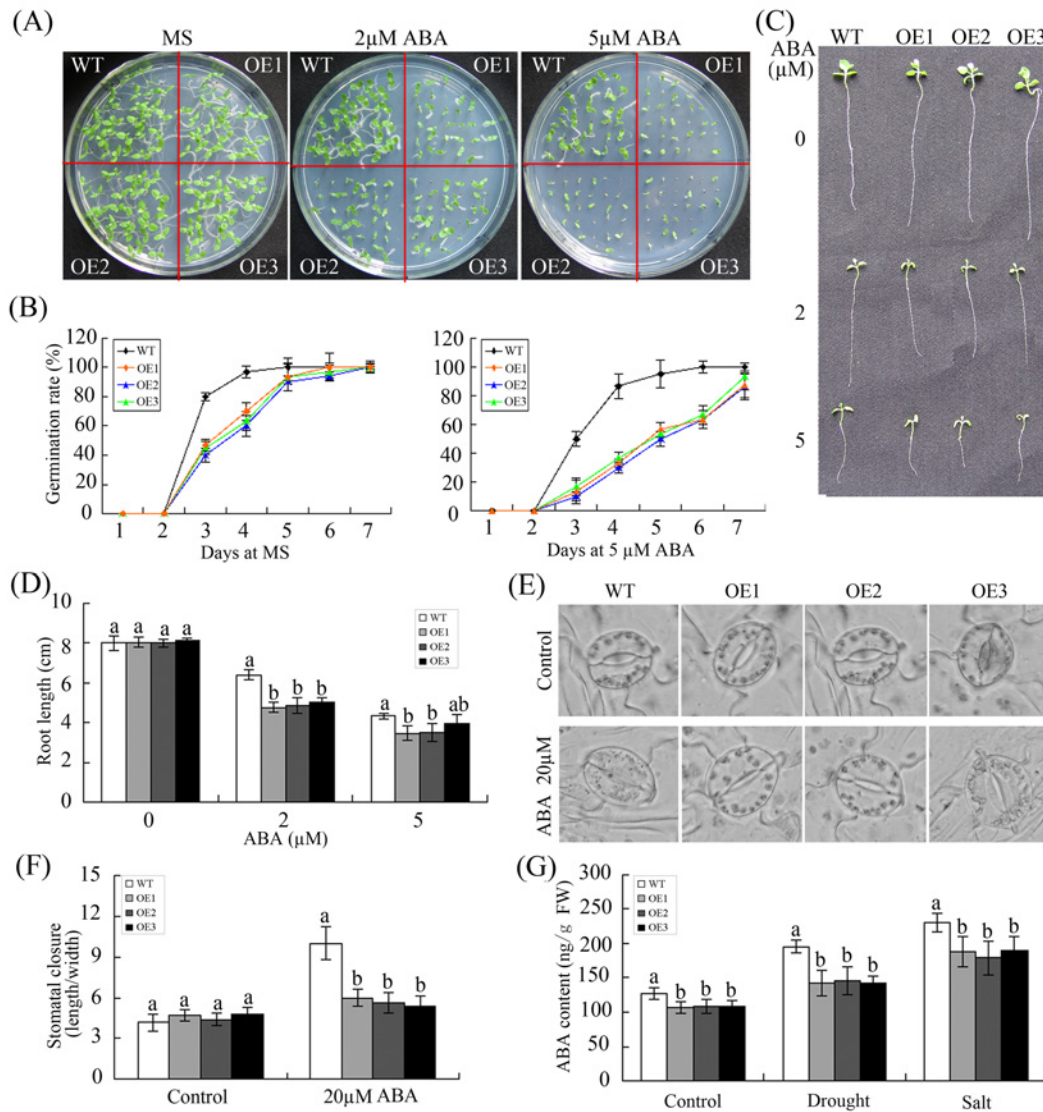 (A)
MS 2µM ABA 5µM ABA
WT OE1 WT OE1 WT OE1
OE2 OE3 OE2 OE3 OE2 OE3
(B)
Germination rate (%)
120
100
80
60
40
20
0
WT
OE1
OE2
OE3
1 2 3 4 5 6 7
Days at MS
120
100
80
60
40
20
0
WT
OE1
OE2
OE3
1 2 3 4 5 6 7
Days at 5 µM ABA
(C)
WT OE1 OE2 OE3
ABA
(µM)
0
2
5
(D)
Root length (cm)
10
8
6
4
2
0
WT
OE1
OE2
OE3
a a a a
a b b b
a b b ab
0 2 5
ABA (µM)
(E)
WT OE1 OE2 OE3
Control
ABA 20µM
(F)
Stomatal closure
(length/width)
15
12
9
6
3
0
WT
OE1
OE2
OE3
a a a a
a b b b
Control 20µM ABA
(G)
ABA content (ng/g FW)
300
250
200
150
100
50
0
WT
OE1
OE2
OE3
a b b b
a b b b
a b b b
Control Drought Salt